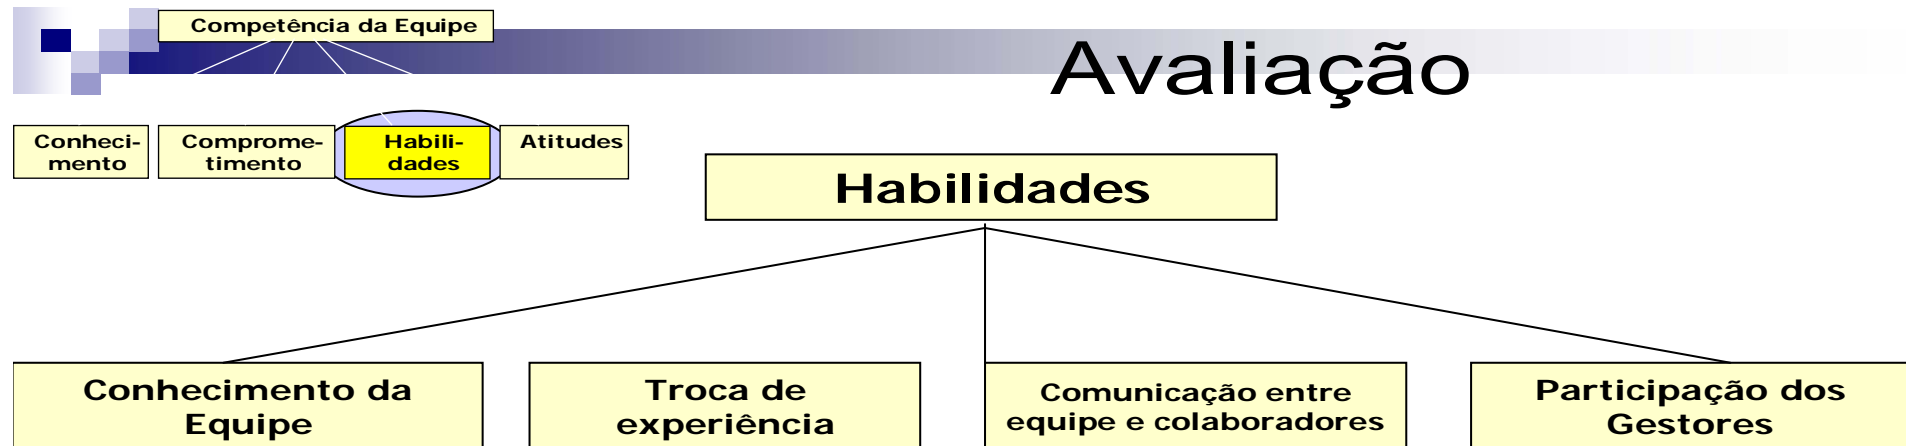 Competência da Equipe
Avaliação
Conheci-
mento
Comprome-
timento
Habili-
dades
Atitudes
Habilidades
Conhecimento da
Equipe
Troca de
experiência
Comunicação entre
equipe e colaboradores
Participação dos
Gestores